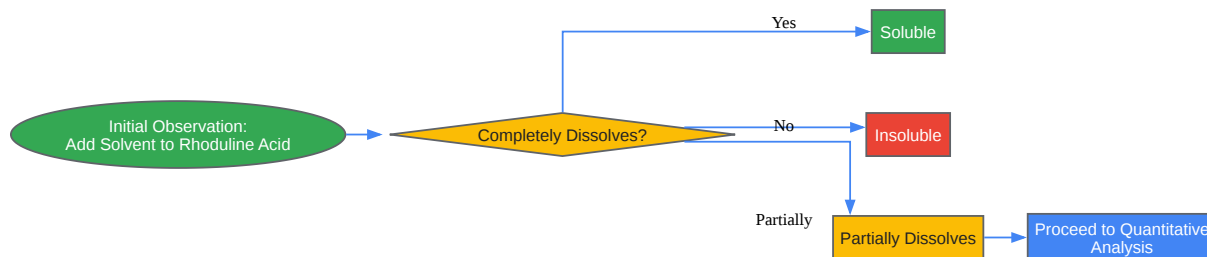 Yes
Soluble
Initial Observation:
Add Solvent to Rhoduline Acid
Completely Dissolves?
No
Insoluble
Partially
Partially Dissolves
Proceed to Quantitative
Analysis